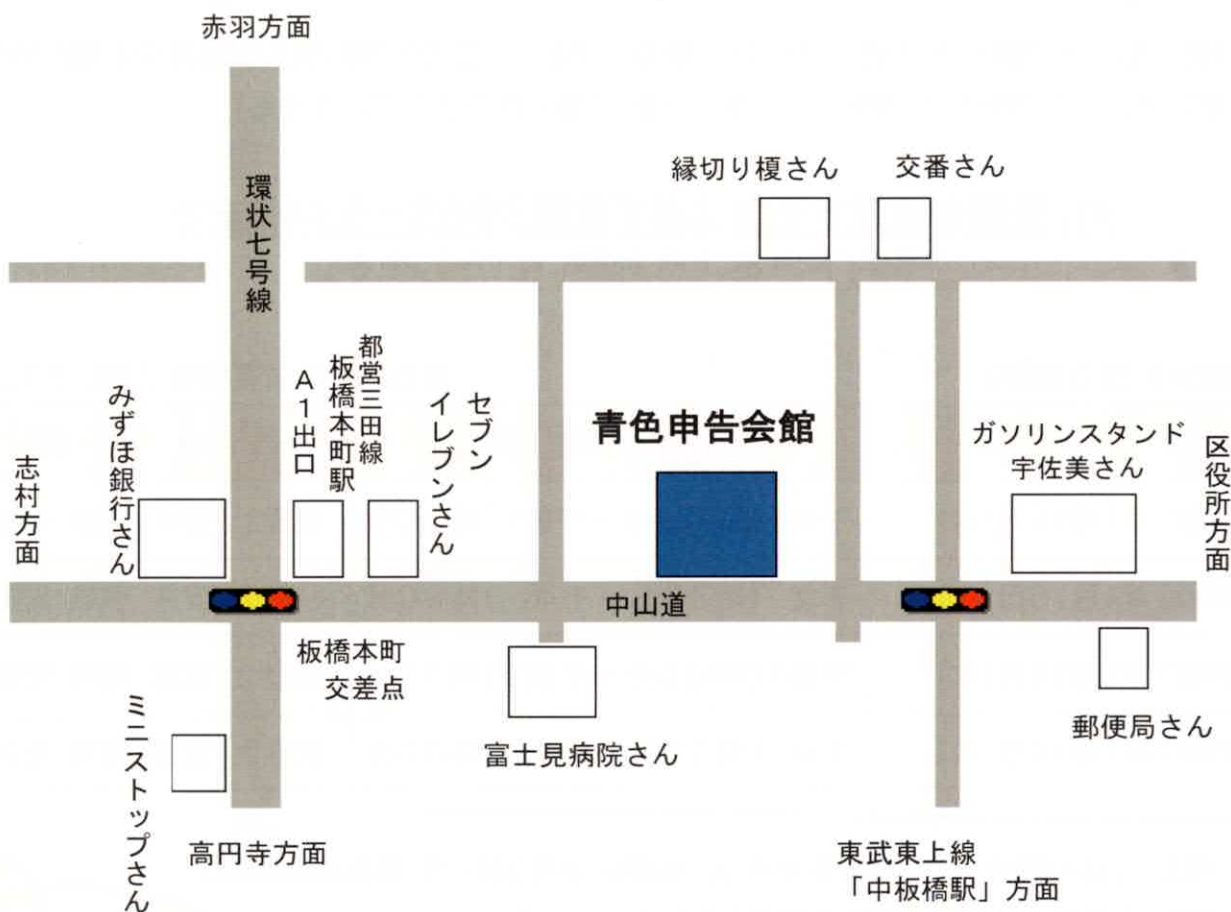 赤羽方面
環状七号線
縁切り榎さん
交番さん
志村方面
みずほ銀行さん
A1出口
都営三田線
板橋本町駅
セブン
イレブンさん
青色申告会館
ガソリンスタンド
宇佐美さん
区役所方面
中山道
板橋本町
交差点
ミニストップさん
富士見病院さん
郵便局さん
高円寺方面
東武東上線
「中板橋駅」方面